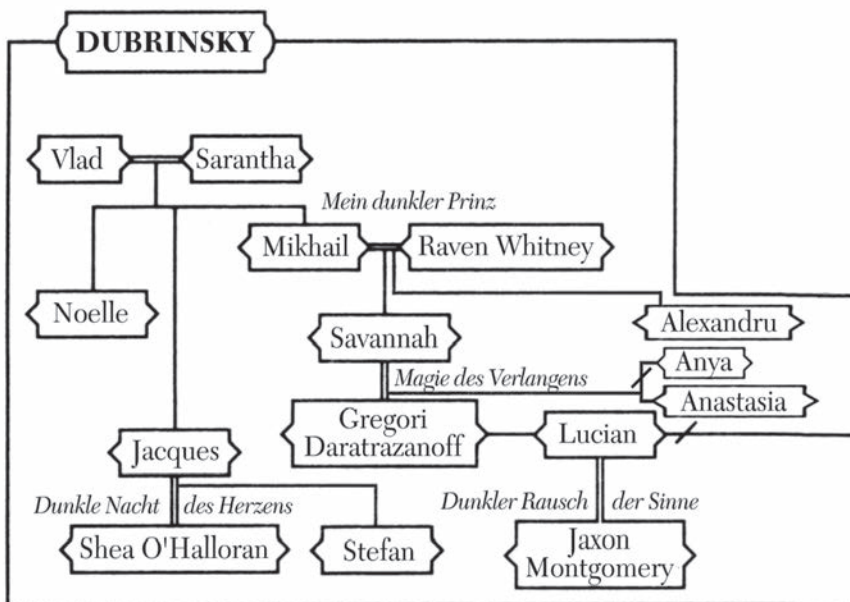 DUBRINSKY
Vlad
Sarantha
Mein dunkler Prinz
Mikhail
Raven Whitney
Noelle
Alexandru
Savannah
Anya
Magie des Verlangens
Anastasia
Gregori
Daratrazanoff
Lucian
Jacques
Dunkle Nacht des Herzens
Dunkler Rausch der Sinne
Shea O'Halloran
Stefan
Jaxon
Montgomery